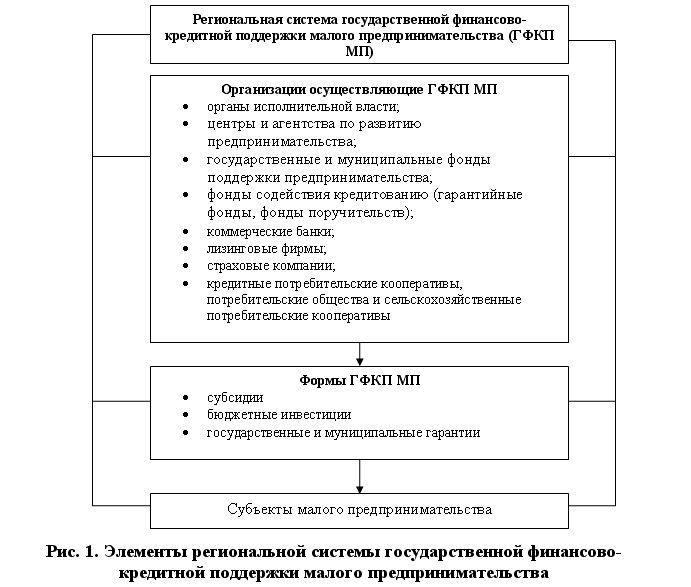 Региональная система государственной финансово-
кредитной поддержки малого предпринимательства (ГФКП
МП)
Организации осуществляющие ГФКП МП
• органы исполнительной власти;
• центры и агентства по развитию
предпринимательства;
• государственные и муниципальные фонды
поддержки предпринимательства;
• фонды содействия кредитованию (гарантийные
фонды, фонды поручительств);
• коммерческие банки;
• лизинговые фирмы;
• страховые компании;
• кредитные потребительские кооперативы,
потребительские общества и сельскохозяйственные
потребительские кооперативы
Формы ГФКП МП
• субсидии
• бюджетные инвестиции
• государственные и муниципальные гарантии
Субъекты малого предпринимательства
Рис. 1. Элементы региональной системы государственной финансово-
кредитной поддержки малого предпринимательства